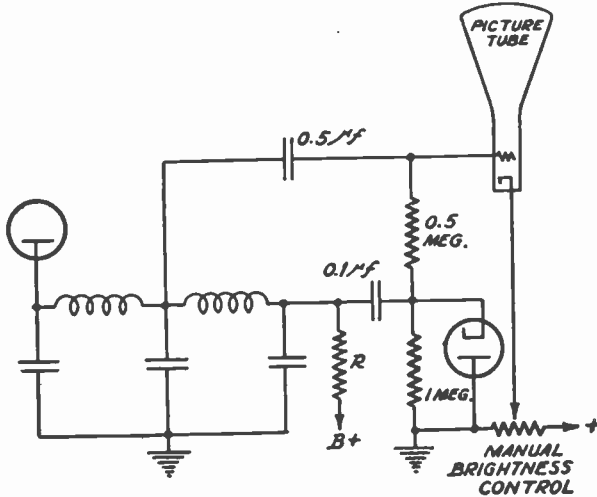 PICTURE
TUBE
0.5 μf
0.5
MEG.
0.1 μf
R
1 MEG.
B+
+
MANUAL
BRIGHTNESS
CONTROL